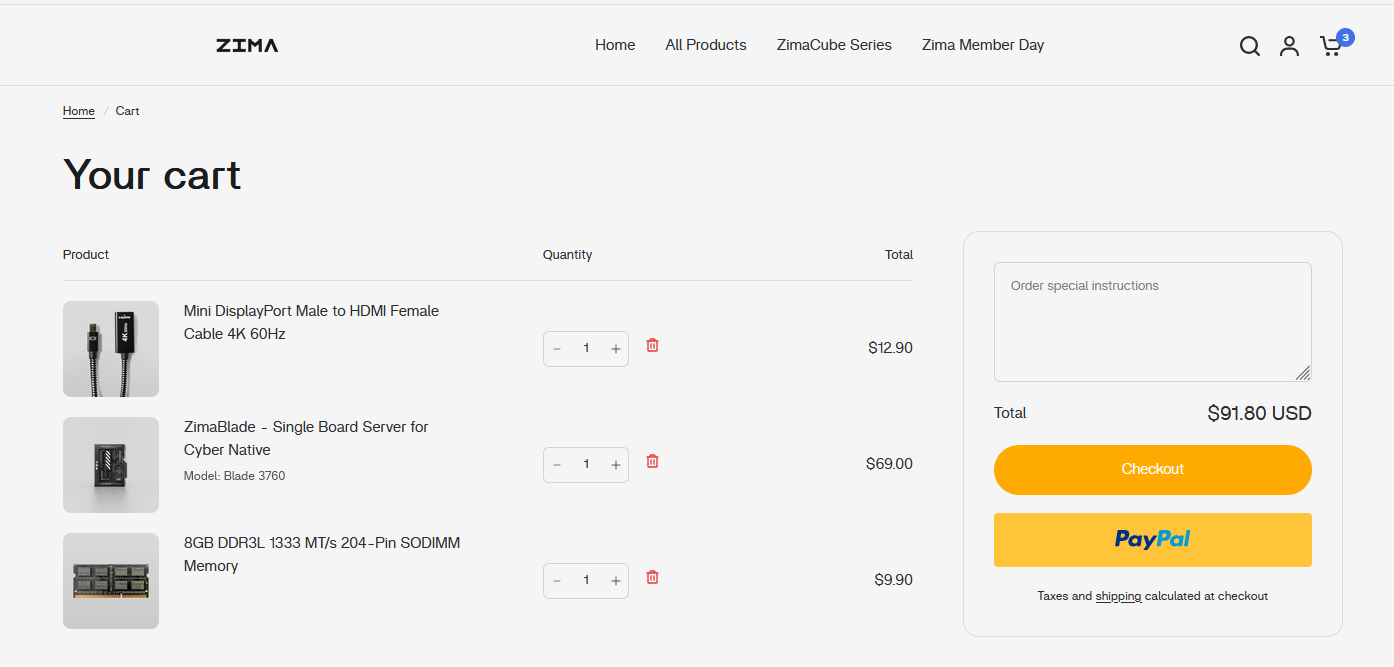 ZIMA
Home
All Products
ZimaCube Series
Zima Member Day
3
Home / Cart
Your cart
Product
Quantity
Total
Mini DisplayPort Male to HDMI Female
Cable 4K 60Hz
− 1 +
$12.90
ZimaBlade - Single Board Server for
Cyber Native
Model: Blade 3760
− 1 +
$69.00
8GB DDR3L 1333 MT/s 204-Pin SODIMM
Memory
− 1 +
$9.90
Order special instructions
Total
$91.80 USD
Checkout
PayPal
Taxes and shipping calculated at checkout